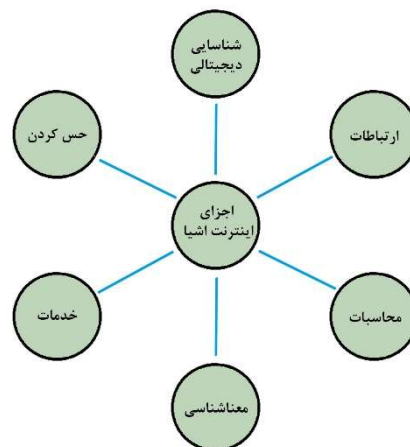 شناسایی
دیجیتالی
حس کردن
ارتباطات
اجزای
اینترنت اشیا
خدمات
محاسبات
معناشناسی